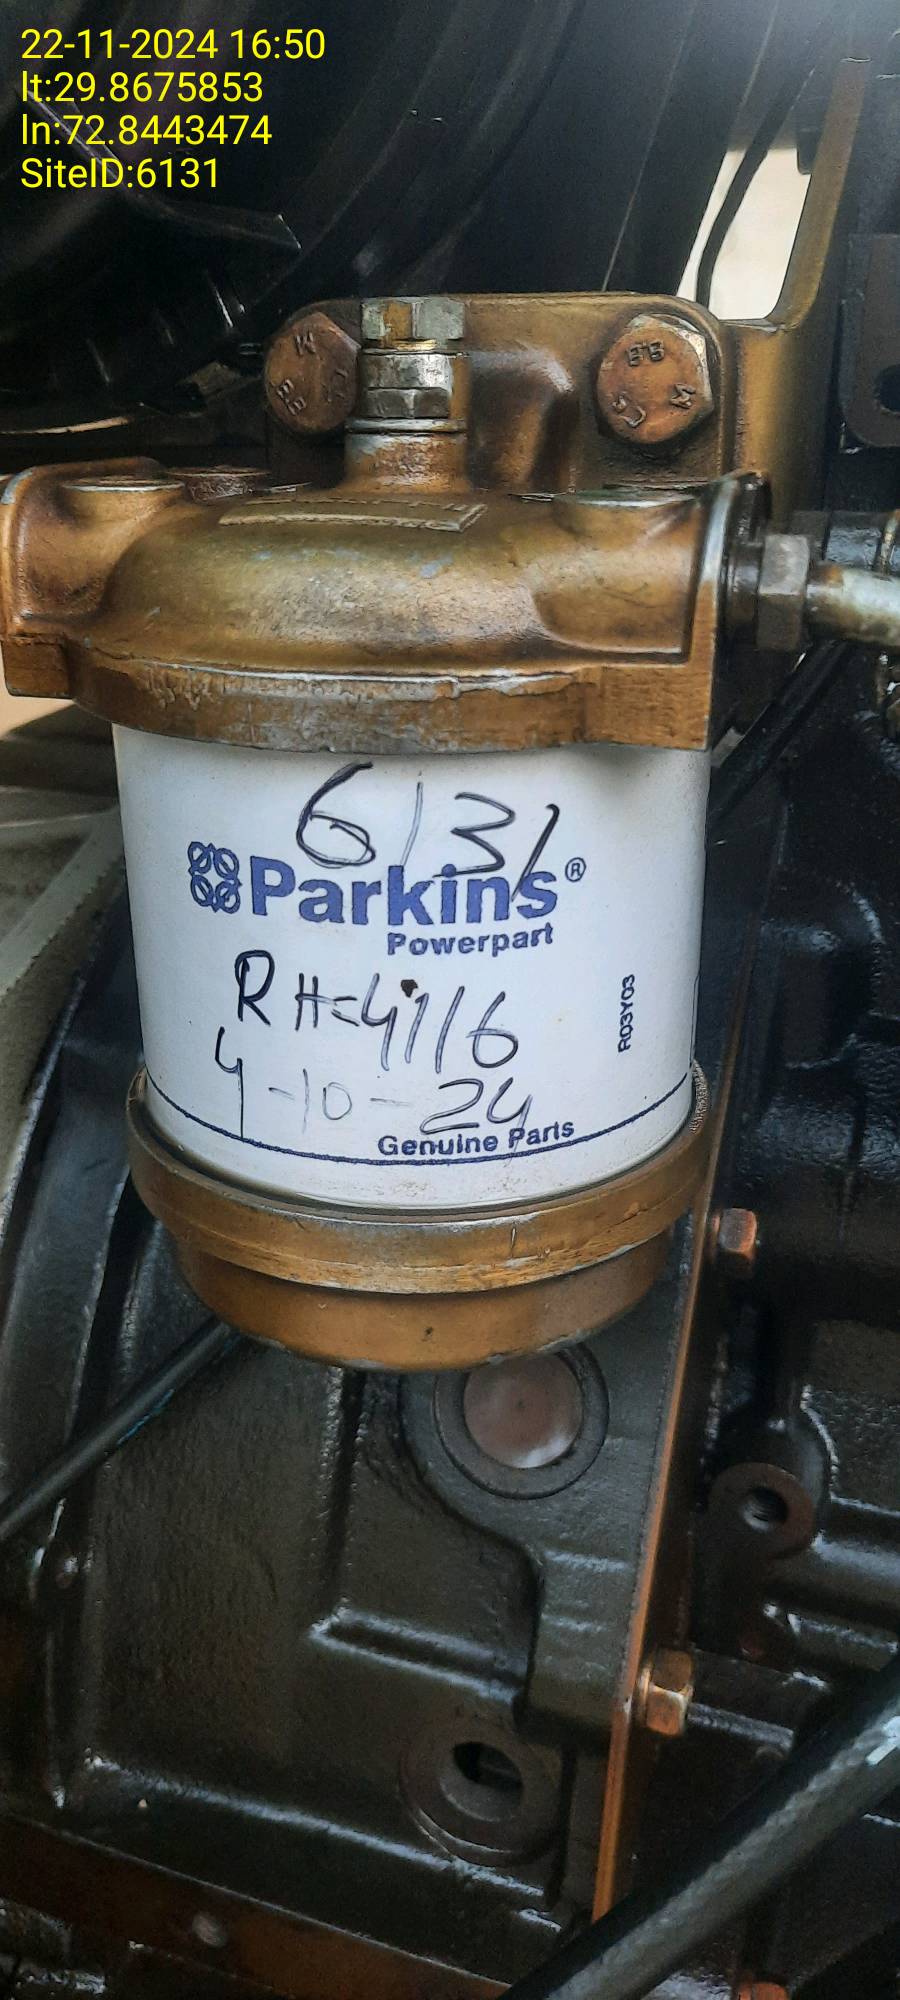 22-11-2024 16:50
lt:29.8675853
ln:72.8443474
SiteID:6131
6131
Parkins®
Powerpart
RH=4116
R03Y03
4-10-24
Genuine Parts